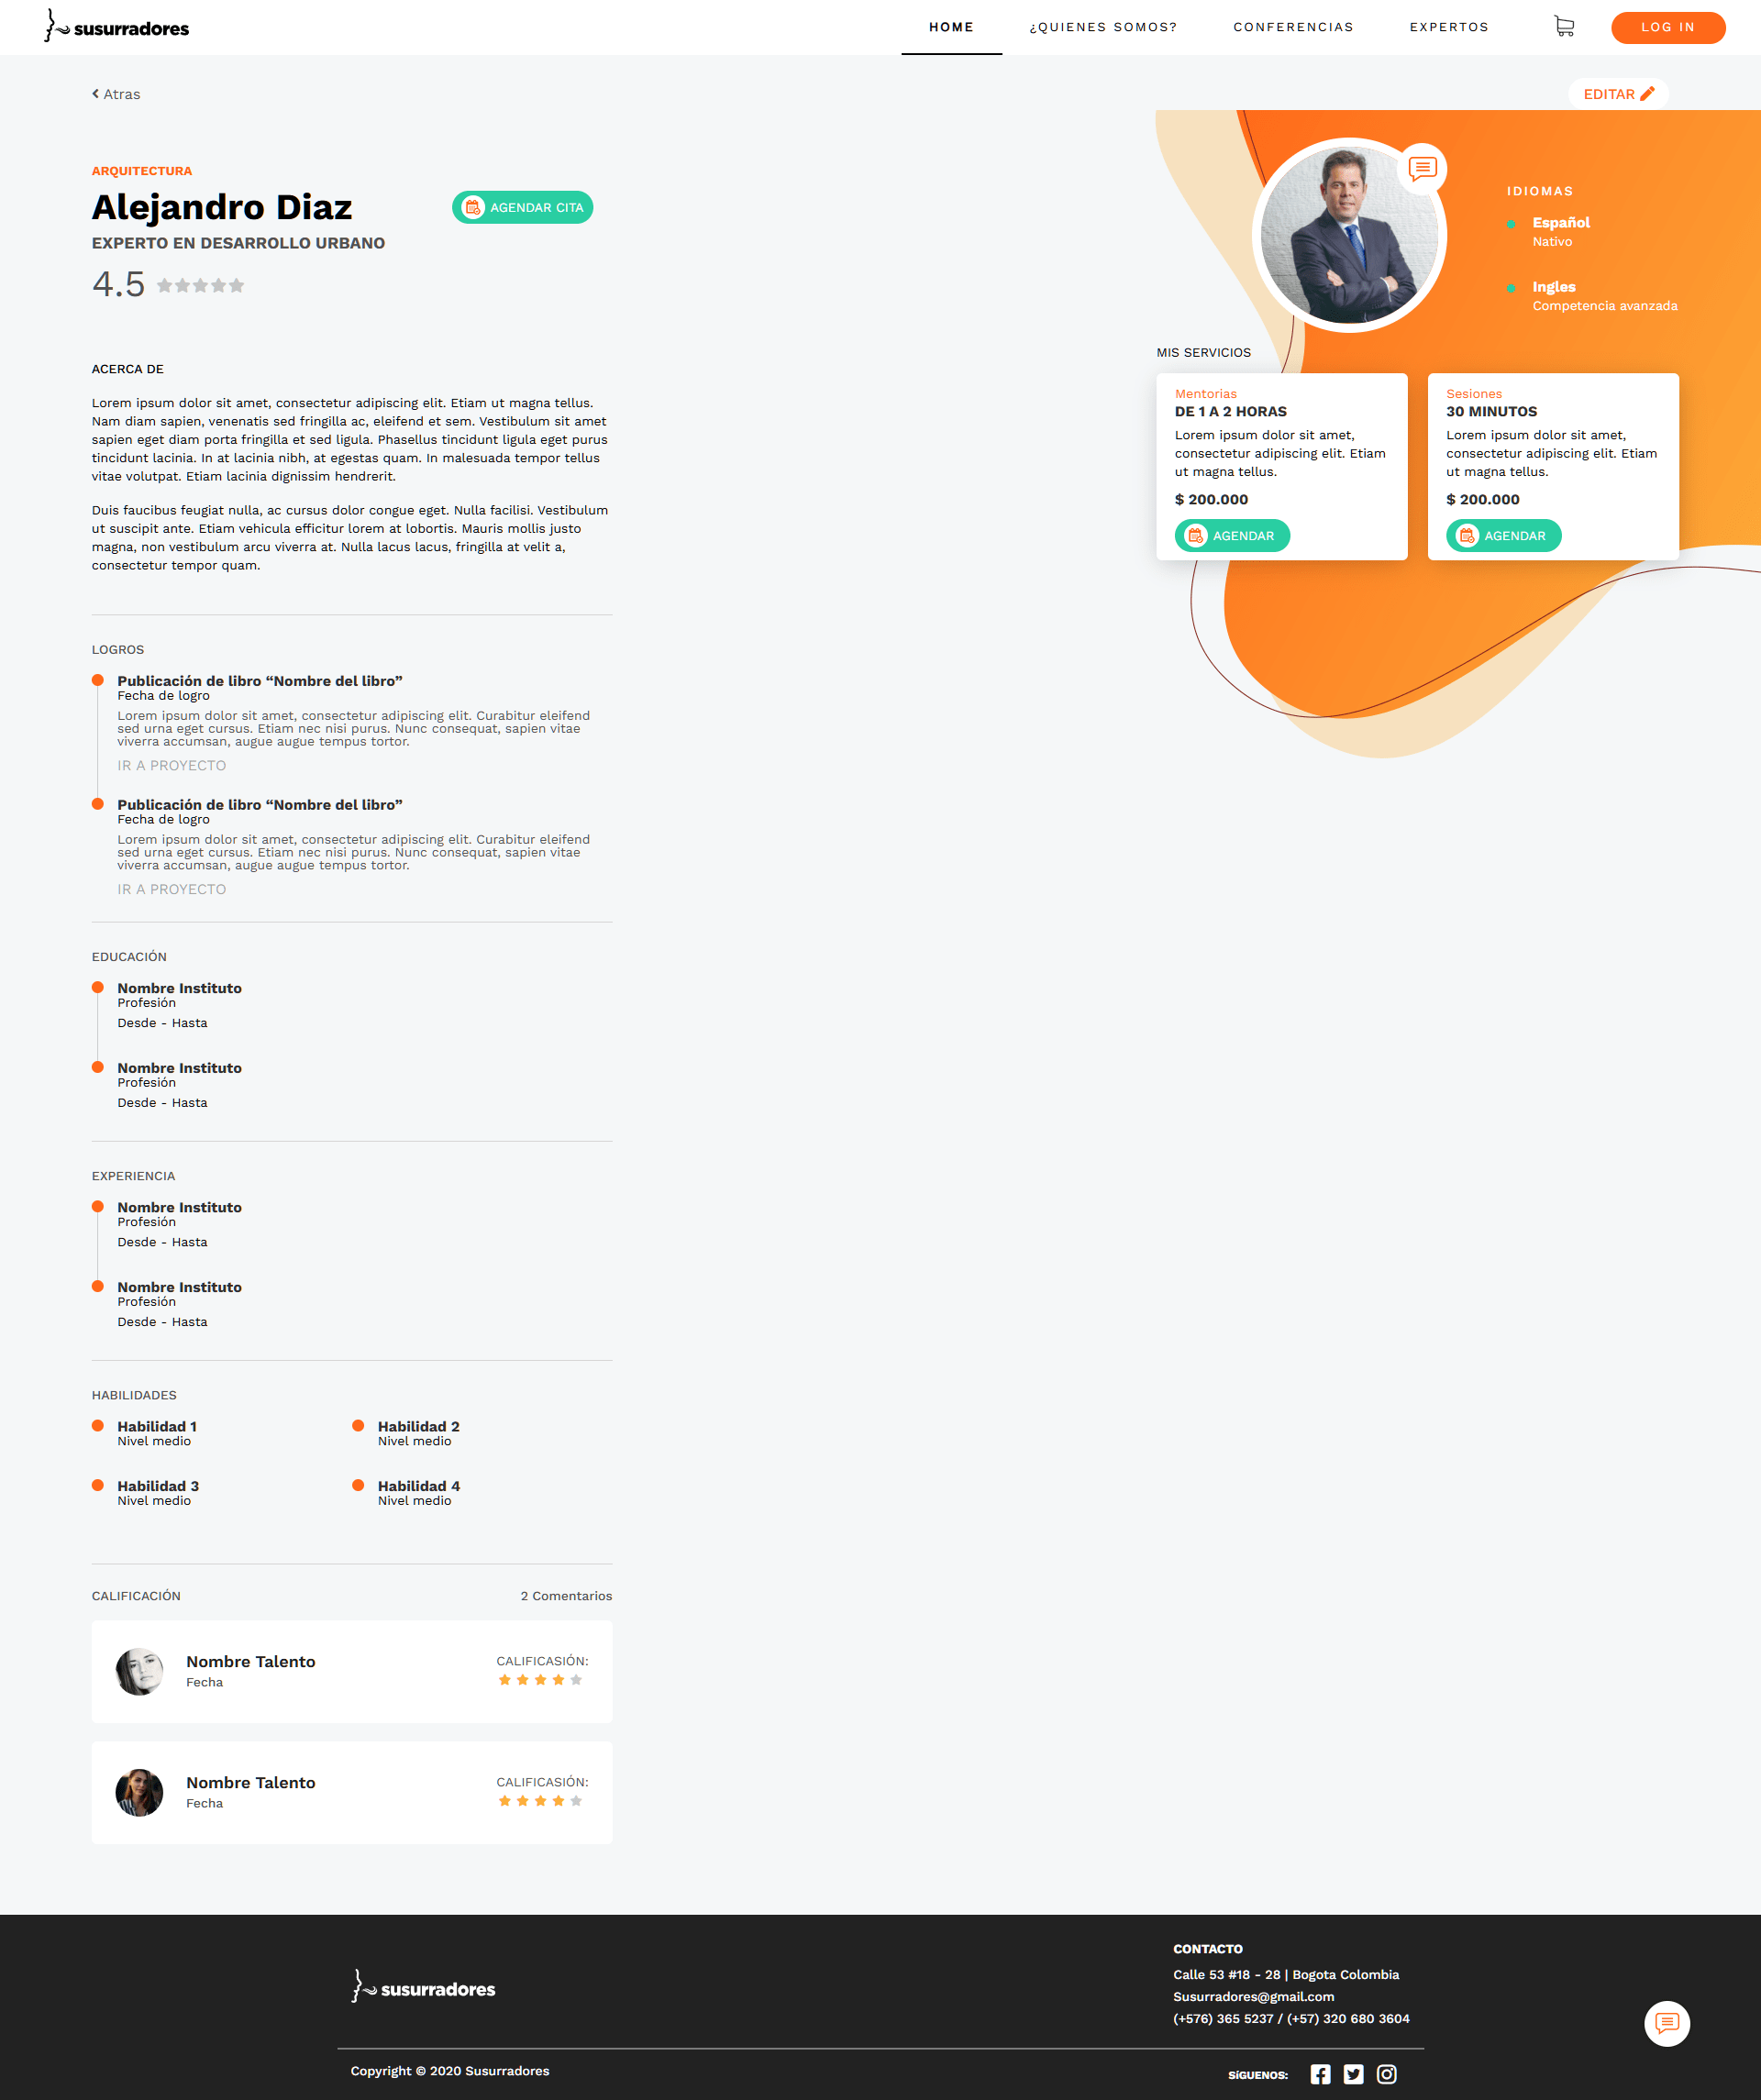 susurradores
HOME
¿QUIENES SOMOS?
CONFERENCIAS
EXPERTOS
LOG IN
Atras
EDITAR
ARQUITECTURA
Alejandro Diaz
AGENDAR CITA
EXPERTO EN DESARROLLO URBANO
4.5
IDIOMAS
Español
Nativo
Ingles
Competencia avanzada
MIS SERVICIOS
Mentorias
DE 1 A 2 HORAS
Lorem ipsum dolor sit amet,
consectetur adipiscing elit. Etiam
ut magna tellus.
$ 200.000
AGENDAR
Sesiones
30 MINUTOS
Lorem ipsum dolor sit amet,
consectetur adipiscing elit. Etiam
ut magna tellus.
$ 200.000
AGENDAR
ACERCA DE
Lorem ipsum dolor sit amet, consectetur adipiscing elit. Etiam ut magna tellus.
Nam diam sapien, venenatis sed fringilla ac, eleifend et sem. Vestibulum sit amet
sapien eget diam porta fringilla et sed ligula. Phasellus tincidunt ligula eget purus
tincidunt lacinia. In at lacinia nibh, at egestas quam. In malesuada tempor tellus
vitae volutpat. Etiam lacinia dignissim hendrerit.
Duis faucibus feugiat nulla, ac cursus dolor congue eget. Nulla facilisi. Vestibulum
ut suscipit ante. Etiam vehicula efficitur lorem at lobortis. Mauris mollis justo
magna, non vestibulum arcu viverra at. Nulla lacus lacus, fringilla at velit a,
consectetur tempor quam.
LOGROS
Publicación de libro “Nombre del libro”
Fecha de logro
Lorem ipsum dolor sit amet, consectetur adipiscing elit. Curabitur eleifend
sed urna eget cursus. Etiam nec nisi purus. Nunc consequat, sapien vitae
viverra accumsan, augue augue tempus tortor.
IR A PROYECTO
Publicación de libro “Nombre del libro”
Fecha de logro
Lorem ipsum dolor sit amet, consectetur adipiscing elit. Curabitur eleifend
sed urna eget cursus. Etiam nec nisi purus. Nunc consequat, sapien vitae
viverra accumsan, augue augue tempus tortor.
IR A PROYECTO
EDUCACIÓN
Nombre Instituto
Profesión
Desde - Hasta
Nombre Instituto
Profesión
Desde - Hasta
EXPERIENCIA
Nombre Instituto
Profesión
Desde - Hasta
Nombre Instituto
Profesión
Desde - Hasta
HABILIDADES
Habilidad 1
Nivel medio
Habilidad 2
Nivel medio
Habilidad 3
Nivel medio
Habilidad 4
Nivel medio
CALIFICACIÓN
2 Comentarios
Nombre Talento
Fecha
CALIFICASIÓN:
Nombre Talento
Fecha
CALIFICASIÓN:
susurradores
CONTACTO
Calle 53 #18 - 28 | Bogota Colombia
Susurradores@gmail.com
(+576) 365 5237 / (+57) 320 680 3604
Copyright © 2020 Susurradores
SÍGUENOS: